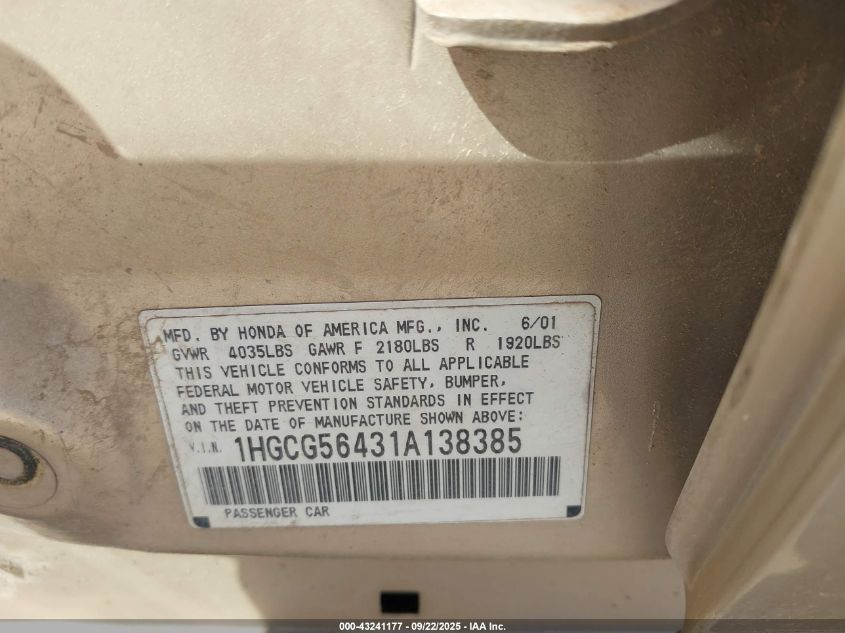 MFD. BY HONDA OF AMERICA MFG., INC. 6/01
GVWR 4035LBS GAWR F 2180LBS R 1920LBS
THIS VEHICLE CONFORMS TO ALL APPLICABLE
FEDERAL MOTOR VEHICLE SAFETY, BUMPER,
AND THEFT PREVENTION STANDARDS IN EFFECT
ON THE DATE OF MANUFACTURE SHOWN ABOVE:
V.I.N. 1HGCG56431A138385
PASSENGER CAR
000-43241177 - 09/22/2025 - IAA Inc.